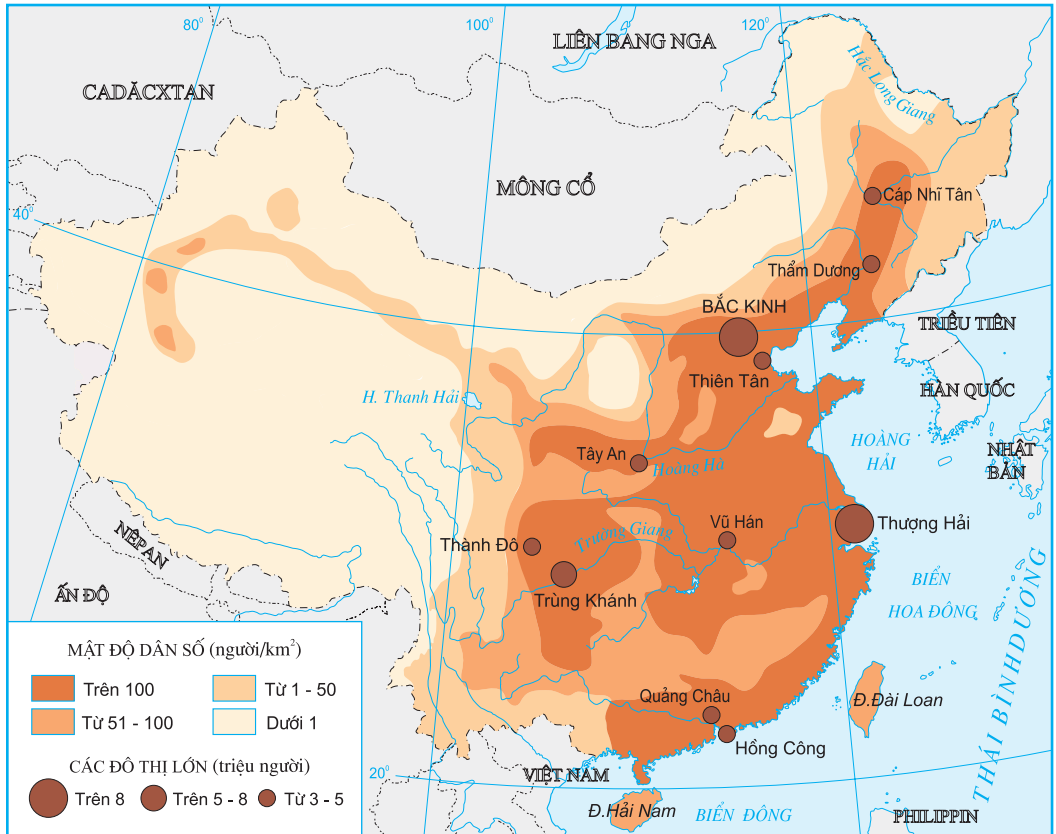 80°
100°
120°
LIÊN BANG NGA
Hắc Long Giang
CADĂCXTAN
MÔNG CỔ
Cáp Nhĩ Tân
40°
Thẩm Dương
BẮC KINH
TRIỀU TIÊN
Thiên Tân
HÀN QUỐC
H. Thanh Hải
HOÀNG
HẢI
NHẬT
BẢN
Tây An
Hoàng Hà
Vũ Hán
Thượng Hải
Trường Giang
Thành Đô
NÊPAN
Trùng Khánh
BIỂN
HOA ĐÔNG
ẤN ĐỘ
THÁI BÌNH DƯƠNG
MẬT ĐỘ DÂN SỐ (người/km²)
Trên 100
Từ 1 - 50
Từ 51 - 100
Dưới 1
Quảng Châu
Đ.Đài Loan
Hồng Công
CÁC ĐÔ THỊ LỚN (triệu người)
Trên 8
Trên 5 - 8
Từ 3 - 5
VIỆT NAM
20°
Đ.Hải Nam
BIỂN ĐÔNG
PHILIPPIN